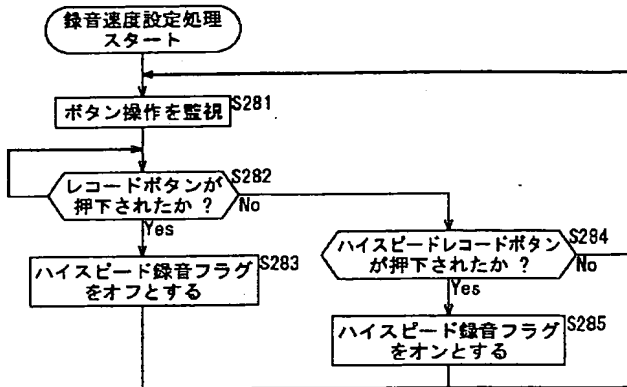 録音速度設定処理
スタート
ボタン操作を監視
S281
レコードボタンが
押下されたか ?
S282
No
Yes
ハイスピード録音フラグ
をオフとする
S283
ハイスピードレコードボタン
が押下されたか ?
S284
No
Yes
ハイスピード録音フラグ
をオンとする
S285